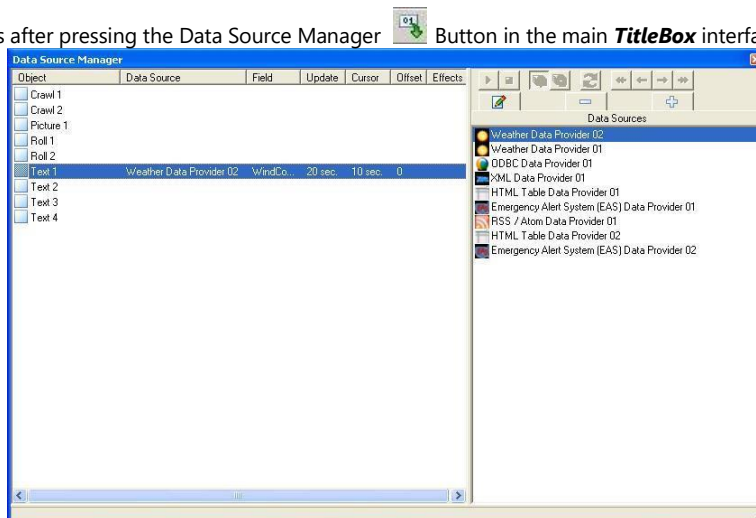 s after pressing the Data Source Manager Button in the main TitleBox interfa
Data Source Manager
Object Data Source Field Update Cursor Offset Effects
Crawl 1
Crawl 2
Picture 1
Roll 1
Roll 2
Text 1 Weather Data Provider 02 WindCo... 20 sec. 10 sec. 0
Text 2
Text 3
Text 4
Data Sources
Weather Data Provider 02
Weather Data Provider 01
ODBC Data Provider 01
XML Data Provider 01
HTML Table Data Provider 01
Emergency Alert System (EAS) Data Provider 01
RSS / Atom Data Provider 01
HTML Table Data Provider 02
Emergency Alert System (EAS) Data Provider 02